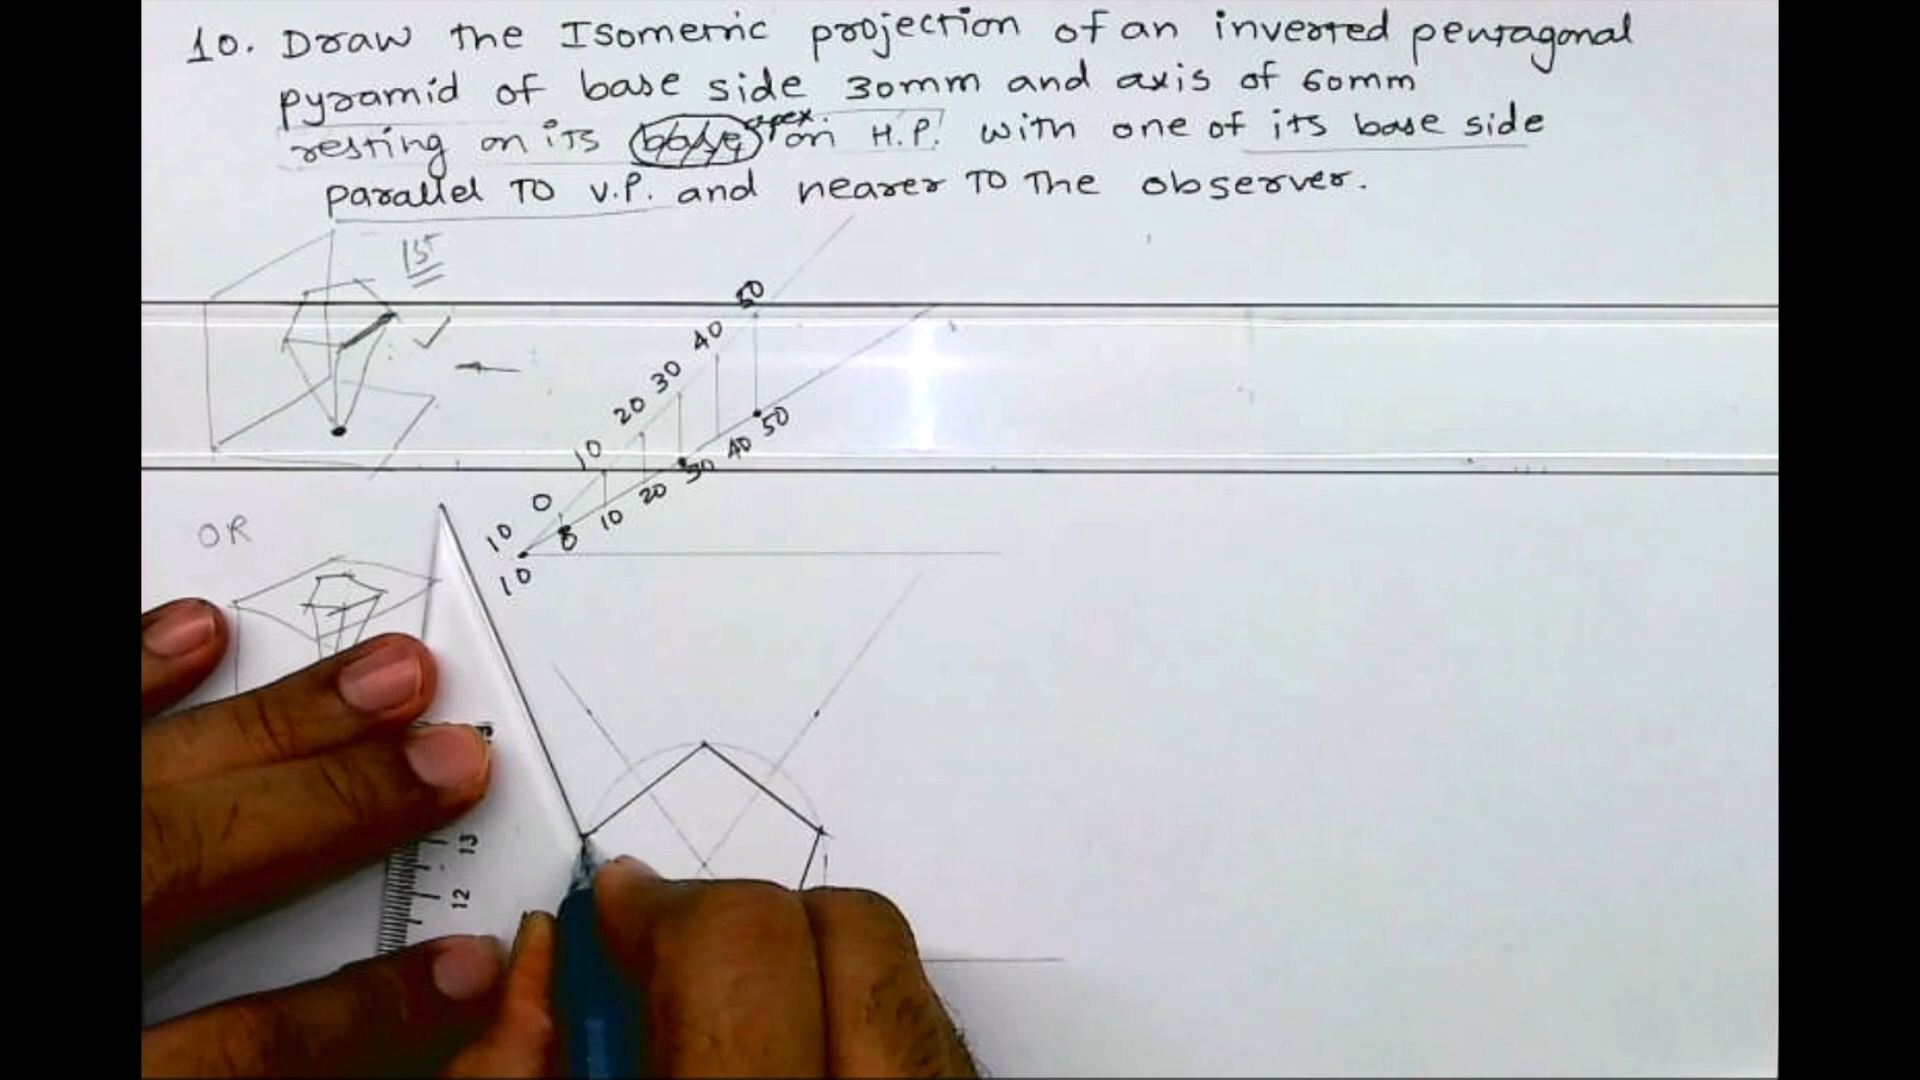 10. Draw the Isometric projection of an inverted pentagonal
pyramid of base side 30mm and axis of 60mm
apex
resting on its base on H.P. with one of its base side
parallel TO V.P. and nearer TO The observer.
50
40
30
20
10
0
10
50
40
30
20
10
0
10
OR
13
12